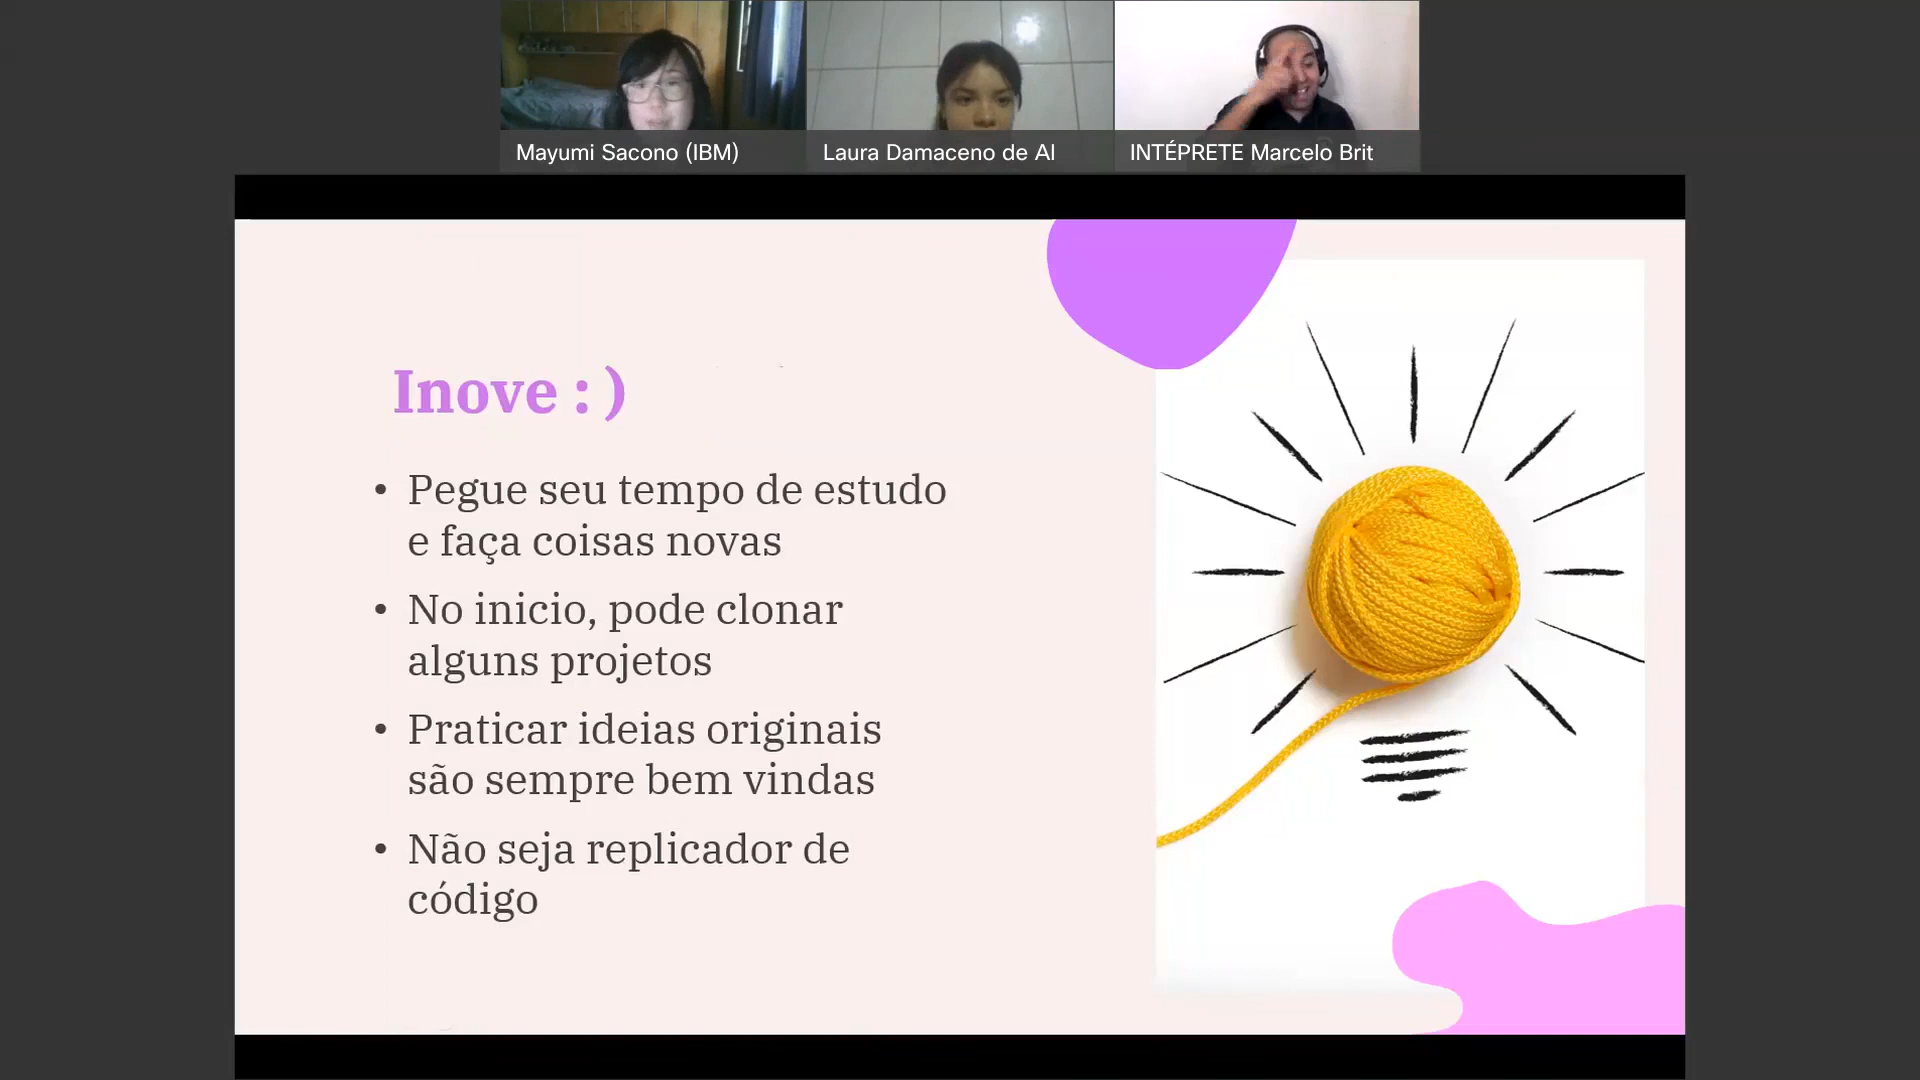 Mayumi Sacono (IBM)
Laura Damaceno de Al
INTÉPRETE Marcelo Brit
Inove : )
• Pegue seu tempo de estudo
e faça coisas novas
• No inicio, pode clonar
alguns projetos
• Praticar ideias originais
são sempre bem vindas
• Não seja replicador de
código